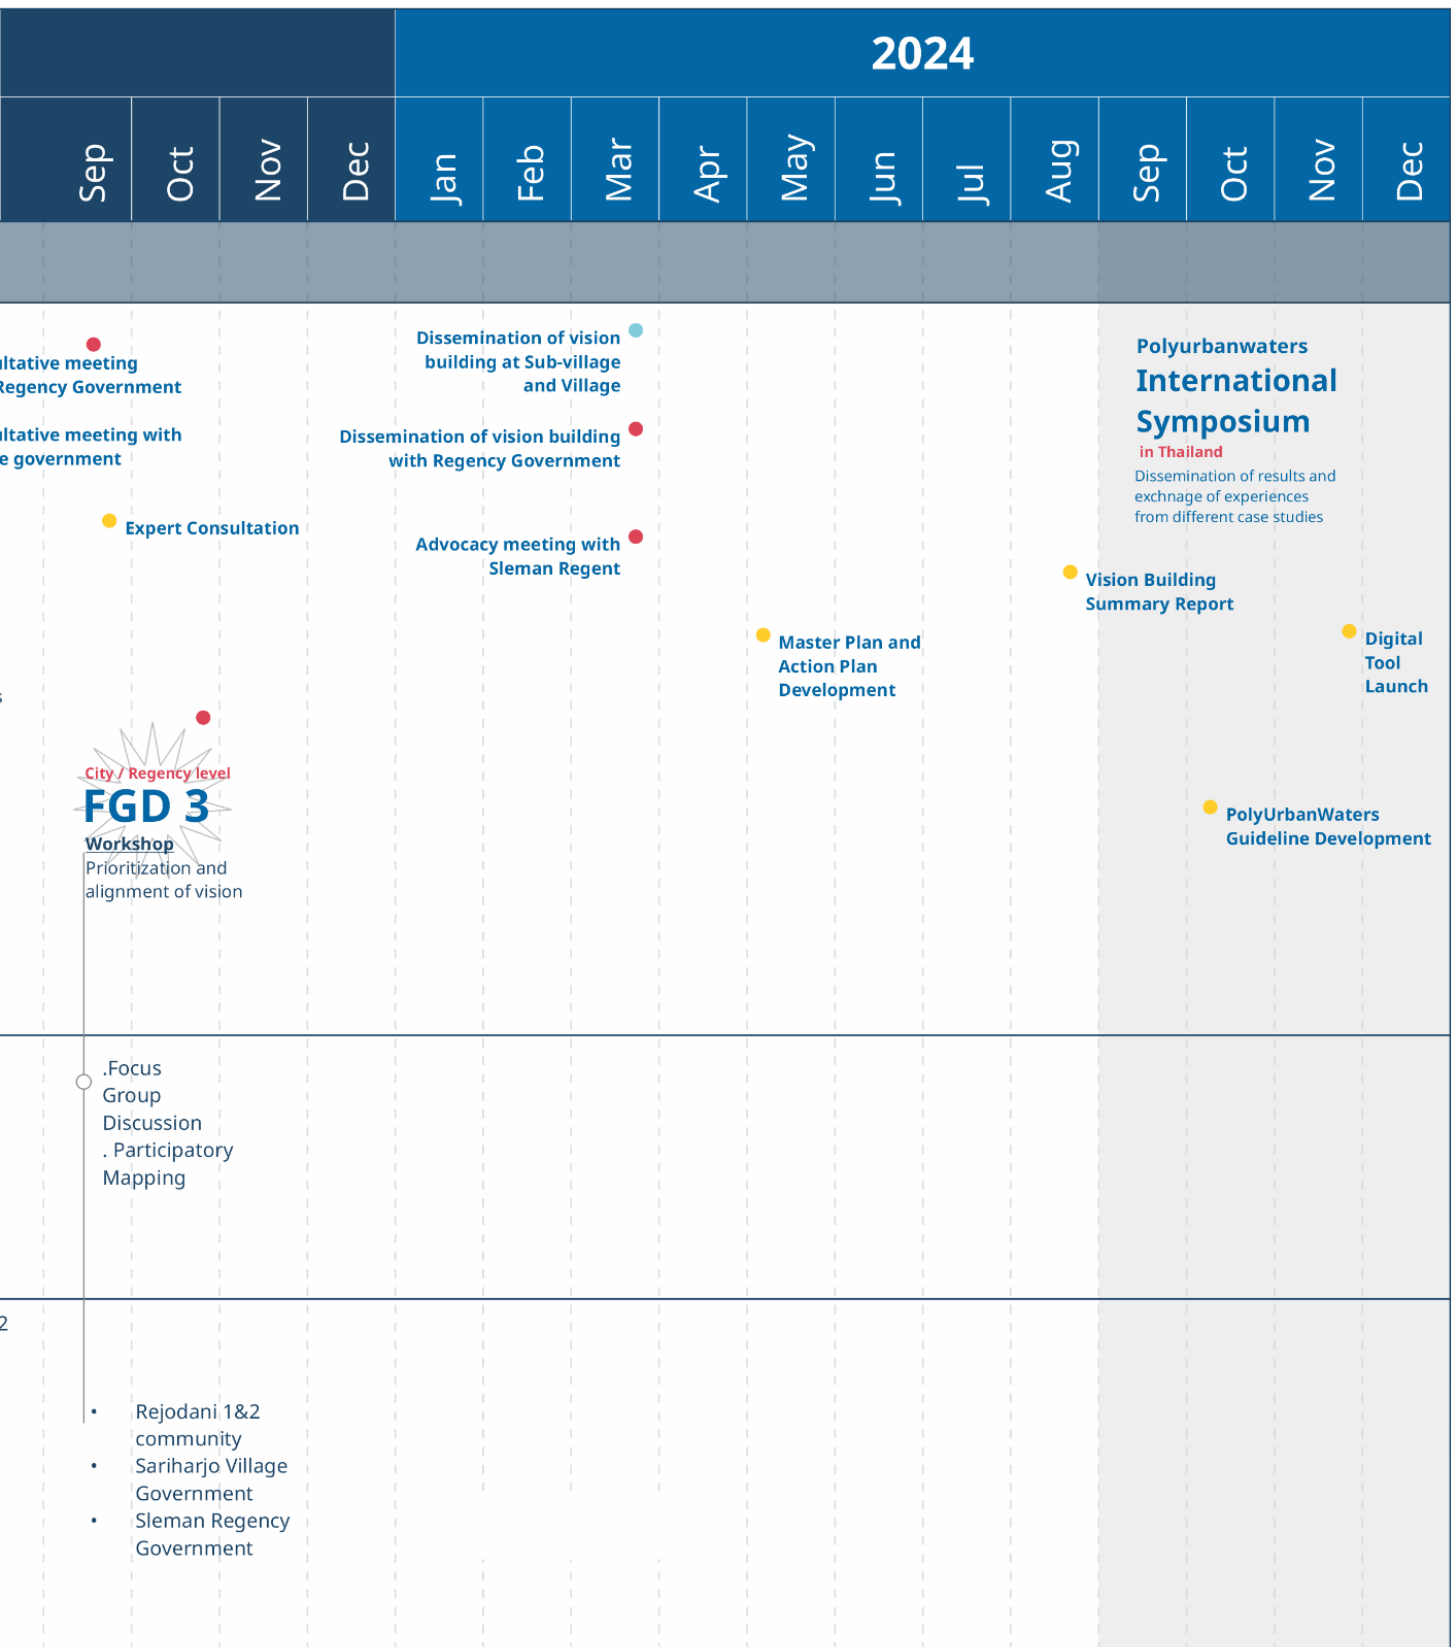 2024
Sep
Oct
Nov
Dec
Jan
Feb
Mar
Apr
May
Jun
Jul
Aug
Sep
Oct
Nov
Dec
ltative meeting
Regency Government
ltative meeting with
e government
Expert Consultation
Dissemination of vision
building at Sub-village
and Village
Dissemination of vision building
with Regency Government
Advocacy meeting with
Sleman Regent
Polyurbanwaters
International
Symposium
in Thailand
Dissemination of results and
exchnage of experiences
from different case studies
Vision Building
Summary Report
Master Plan and
Action Plan
Development
Digital
Tool
Launch
s
City / Regency level
FGD 3
Workshop
Prioritization and
alignment of vision
PolyUrbanWaters
Guideline Development
.Focus
Group
Discussion
. Participatory
Mapping
2
• Rejodani 1&2
community
• Sariharjo Village
Government
• Sleman Regency
Government